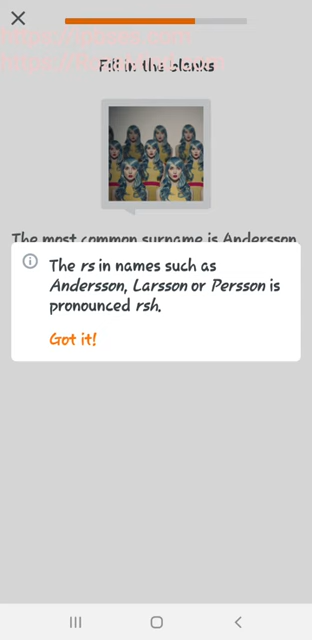 Fill in the blanks
The most common surname is Andersson
The rs in names such as
Andersson, Larsson or Persson is
pronounced rsh.
Got it!